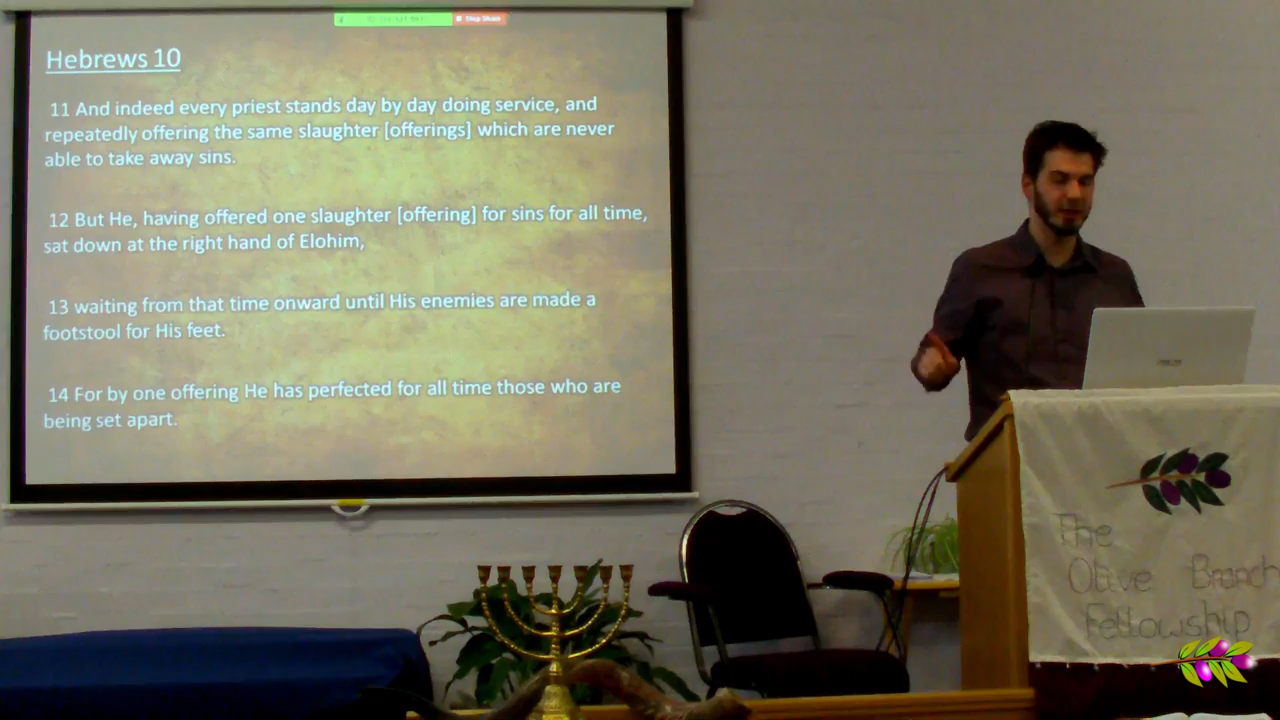 Stop Share
Hebrews 10
11 And indeed every priest stands day by day doing service, and
repeatedly offering the same slaughter [offerings] which are never
able to take away sins.
12 But He, having offered one slaughter [offering] for sins for all time,
sat down at the right hand of Elohim,
13 waiting from that time onward until His enemies are made a
footstool for His feet.
14 For by one offering He has perfected for all time those who are
being set apart.
The
Olive Branch
Fellowship